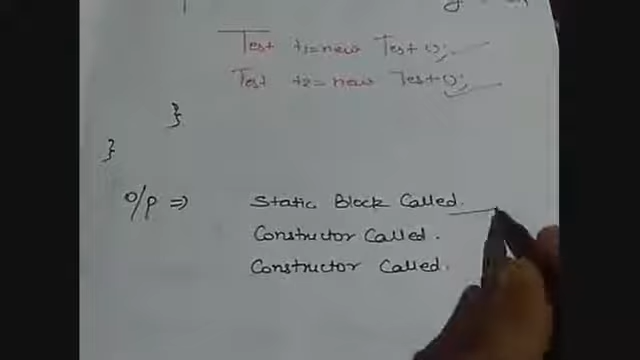 Test t1=new Test();
Test t2=new Test();
}
}
o/p => Static Block Called.
Constructor Called.
Constructor Called.